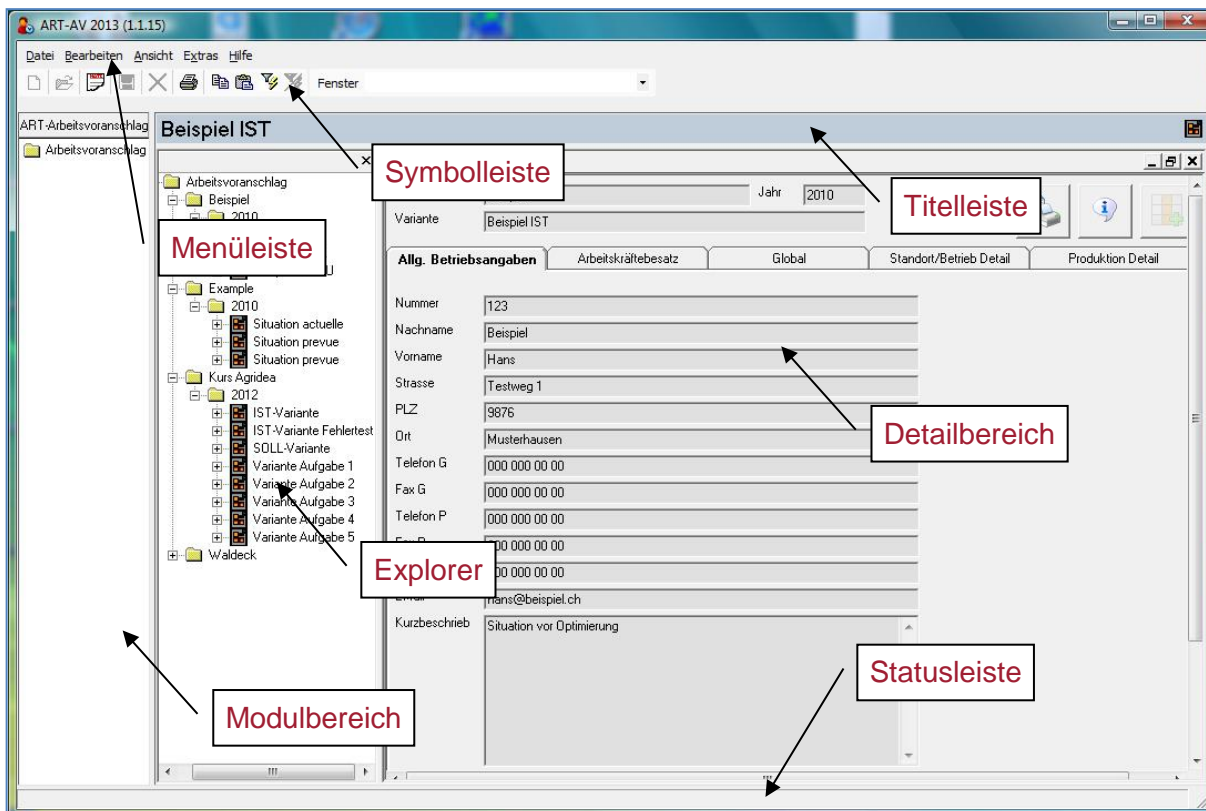 ART-AV 2013 (1.1.15)
Datei Bearbeiten Ansicht Extras Hilfe
Fenster
ART-Arbeitsvoranschlag
Beispiel IST
Arbeitsvoranschlag
Symbolleiste
Titelleiste
Menüleiste
Arbeitsvoranschlag
Beispiel
2010
Example
2010
Situation actuelle
Situation prevue
Situation prevue
Kurs Agridea
2012
IST-Variante
IST-Variante Fehlertest
SOLL-Variante
Variante Aufgabe 1
Variante Aufgabe 2
Variante Aufgabe 3
Variante Aufgabe 4
Variante Aufgabe 5
Waldeck
Explorer
Modulbereich
Jahr 2010
Variante Beispiel IST
Allg. Betriebsangaben Arbeitskräftebesatz Global Standort/Betrieb Detail Produktion Detail
Nummer 123
Nachname Beispiel
Vorname Hans
Strasse Testweg 1
PLZ 9876
Ort Musterhausen
Telefon G 000 000 00 00
Fax G 000 000 00 00
Telefon P 000 000 00 00
000 000 00 00
000 000 00 00
hans@beispiel.ch
Kurzbeschrieb Situation vor Optimierung
Detailbereich
Statusleiste